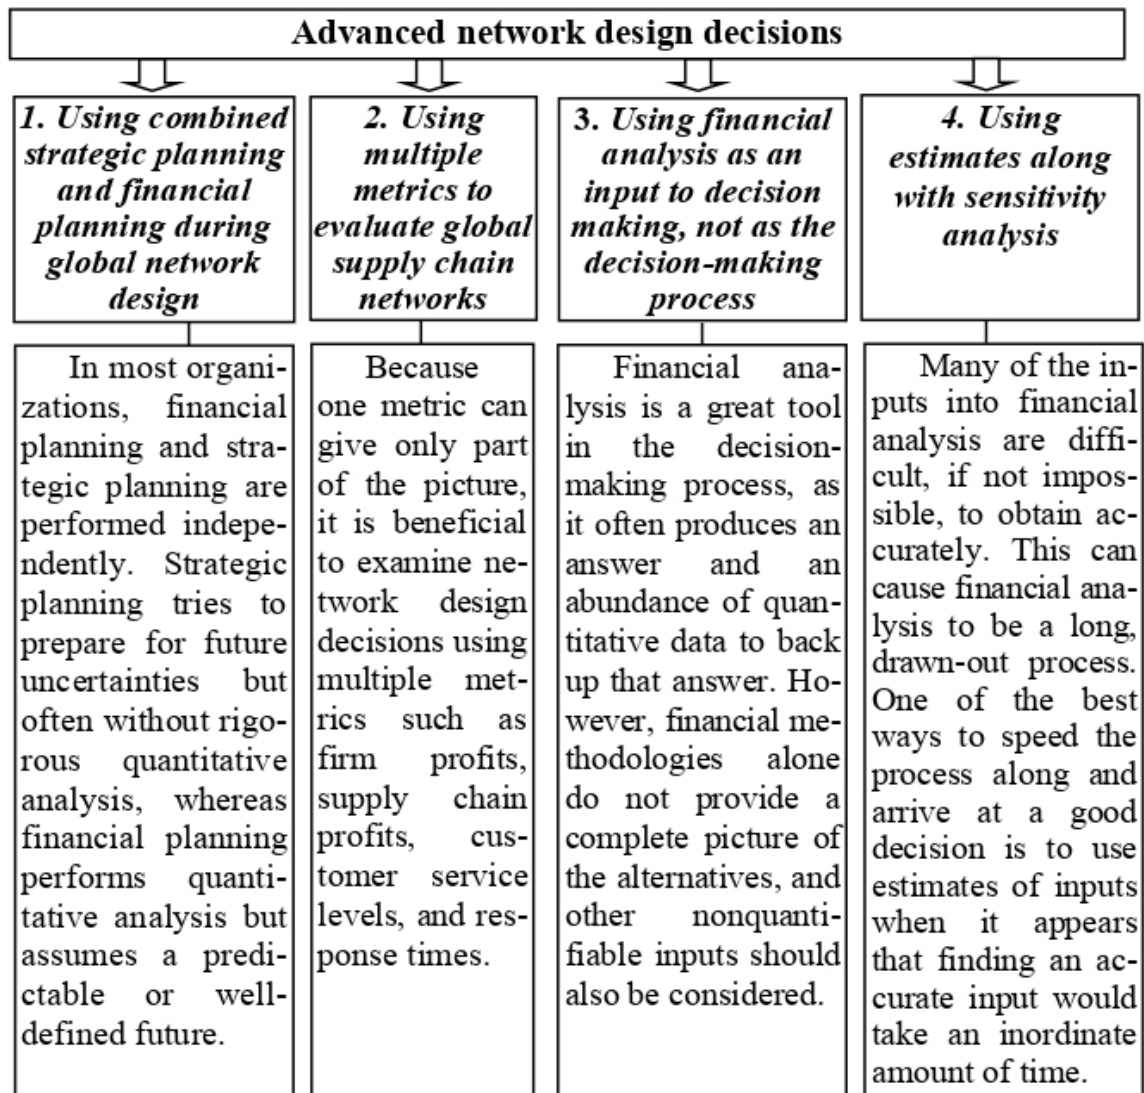 Advanced network design decisions
1. Using combined
strategic planning
and financial
planning during
global network
design
2. Using
multiple
metrics to
evaluate global
supply chain
networks
3. Using financial
analysis as an
input to decision
making, not as the
decision-making
process
4. Using
estimates along
with sensitivity
analysis
In most organi-
zations, financial
planning and stra-
tegic planning are
performed indepe-
ndently. Strategic
planning tries to
prepare for future
uncertainties but
often without rigo-
rous quantitative
analysis, whereas
financial planning
performs quanti-
tative analysis but
assumes a predi-
ctable or well-
defined future.
Because
one metric can
give only part
of the picture,
it is beneficial
to examine ne-
twork design
decisions using
multiple met-
rics such as
firm profits,
supply chain
profits, cus-
tomer service
levels, and res-
ponse times.
Financial ana-
lysis is a great tool
in the decision-
making process, as
it often produces an
answer and an
abundance of quan-
titative data to back
up that answer. Ho-
wever, financial me-
thodologies alone
do not provide a
complete picture of
the alternatives, and
other nonquanti-
fiable inputs should
also be considered.
Many of the in-
puts into financial
analysis are diffi-
cult, if not impos-
sible, to obtain ac-
curately. This can
cause financial ana-
lysis to be a long,
drawn-out process.
One of the best
ways to speed the
process along and
arrive at a good
decision is to use
estimates of inputs
when it appears
that finding an ac-
curate input would
take an inordinate
amount of time.